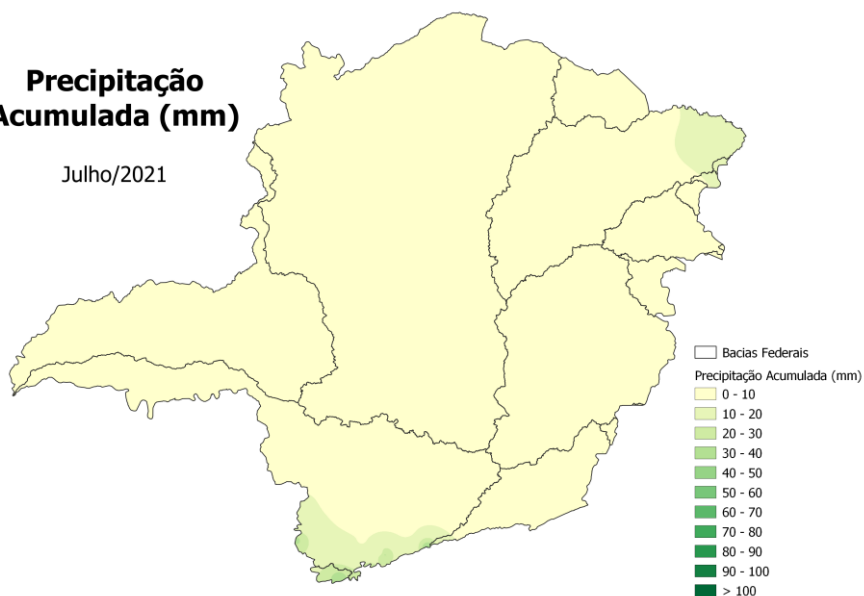 Precipitação
Acumulada (mm)
Julho/2021
Bacias Federais
Precipitação Acumulada (mm)
0 - 10
10 - 20
20 - 30
30 - 40
40 - 50
50 - 60
60 - 70
70 - 80
80 - 90
90 - 100
> 100